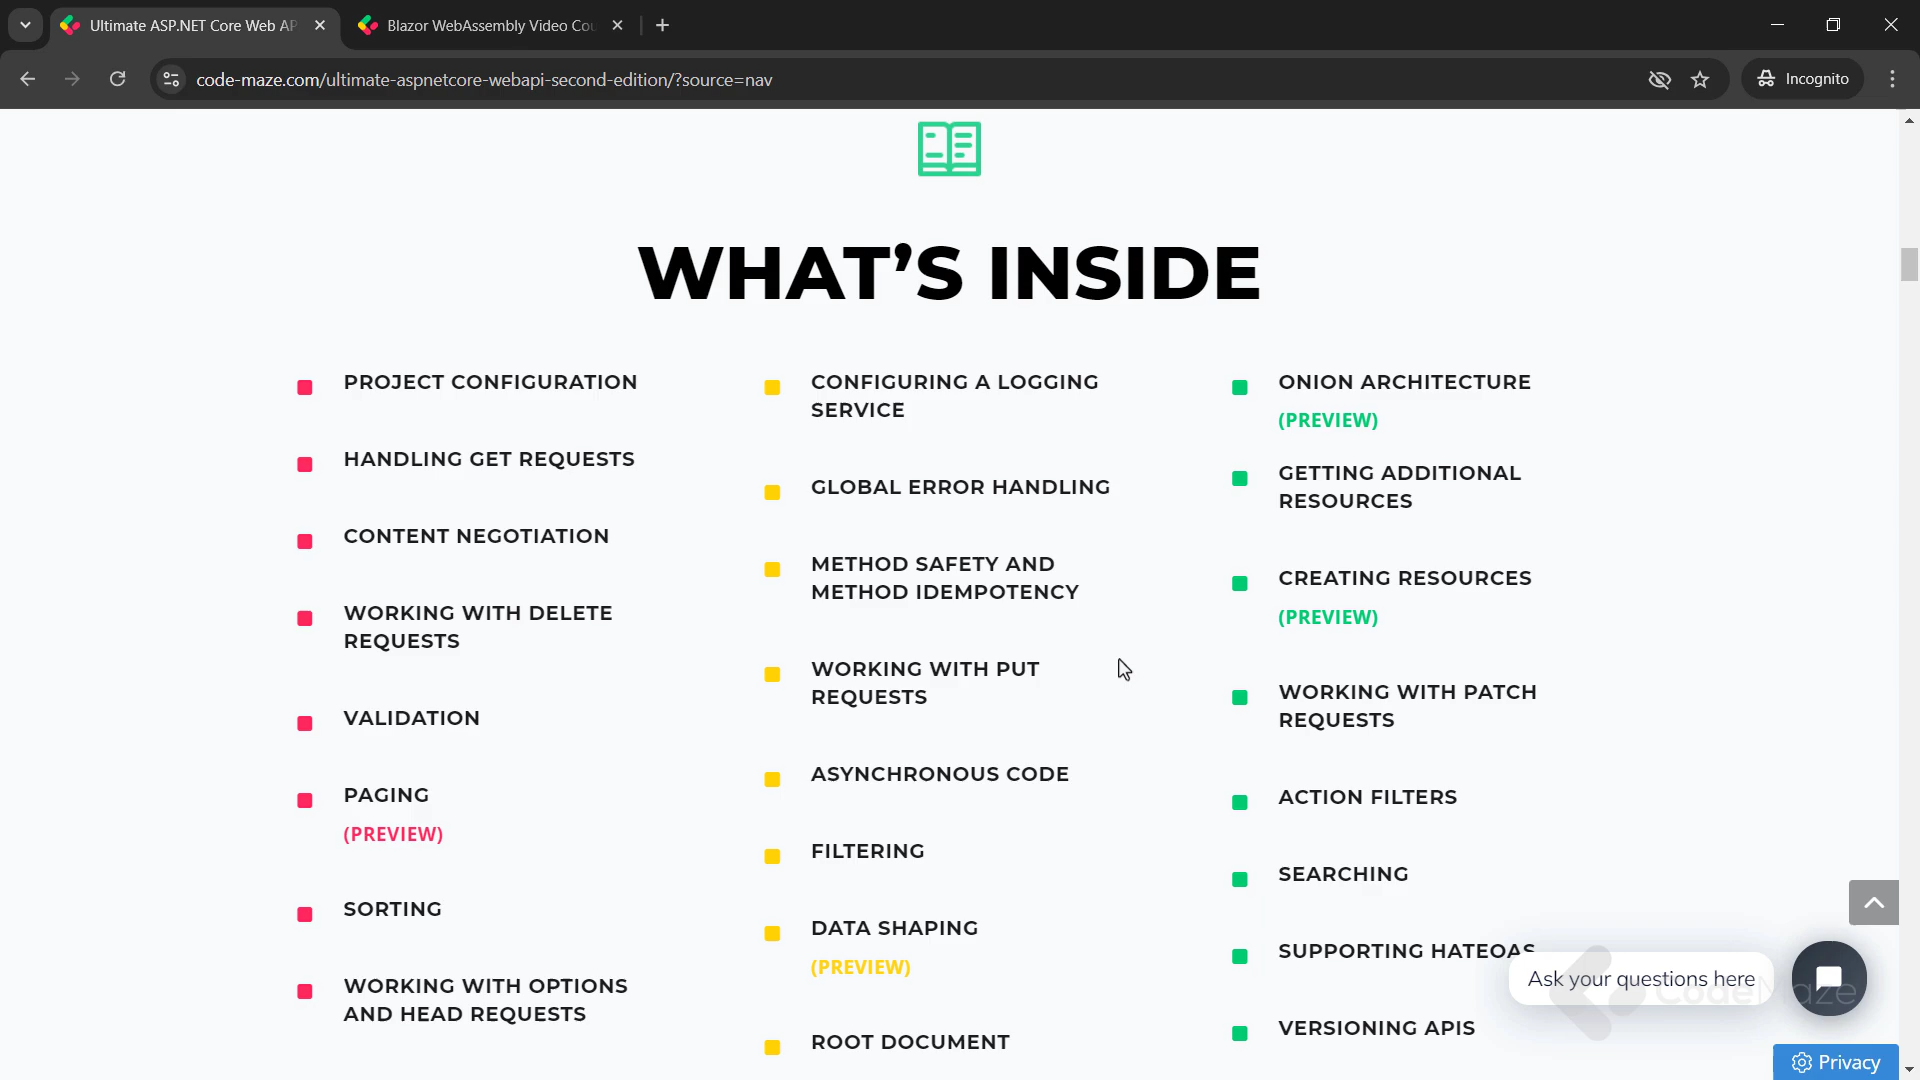 Ultimate ASP.NET Core Web AP
Blazor WebAssembly Video Cou
code-maze.com/ultimate-aspnetcore-webapi-second-edition/?source=nav
Incognito
WHAT'S INSIDE
PROJECT CONFIGURATION
HANDLING GET REQUESTS
CONTENT NEGOTIATION
WORKING WITH DELETE
REQUESTS
VALIDATION
PAGING
(PREVIEW)
SORTING
WORKING WITH OPTIONS
AND HEAD REQUESTS
CONFIGURING A LOGGING
SERVICE
GLOBAL ERROR HANDLING
METHOD SAFETY AND
METHOD IDEMPOTENCY
WORKING WITH PUT
REQUESTS
ASYNCHRONOUS CODE
FILTERING
DATA SHAPING
(PREVIEW)
ROOT DOCUMENT
ONION ARCHITECTURE
(PREVIEW)
GETTING ADDITIONAL
RESOURCES
CREATING RESOURCES
(PREVIEW)
WORKING WITH PATCH
REQUESTS
ACTION FILTERS
SEARCHING
SUPPORTING HATEOAS
VERSIONING APIS
Ask your questions here
CodeMaze
Privacy